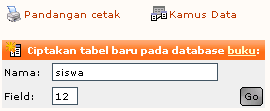 Pandangan cetak Kamus Data
Ciptakan tabel baru pada database buku:
Nama: siswa
Field: 12 Go